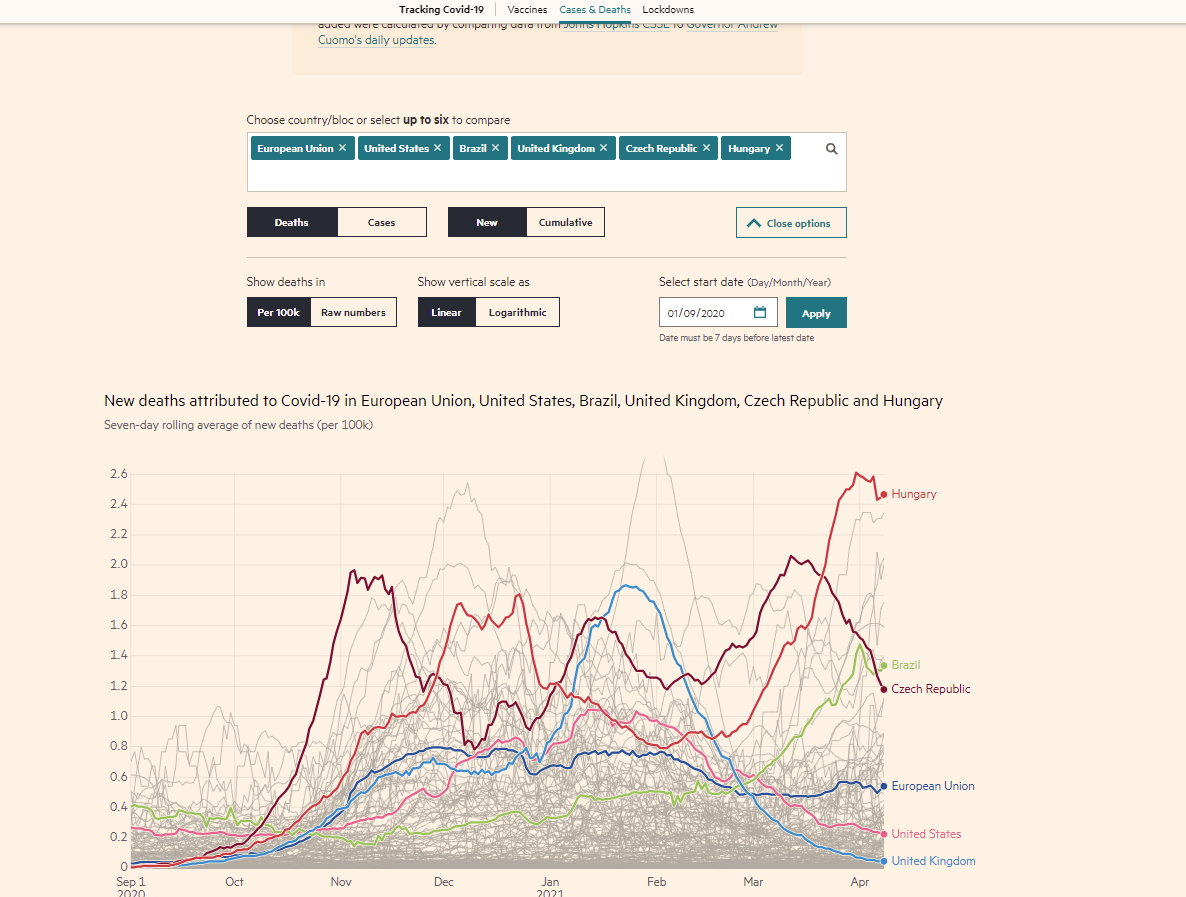 Tracking Covid-19 Vaccines Cases & Deaths Lockdowns
added were calculated by comparing data from Johns Hopkins CSSE to Governor Andrew
Cuomo's daily updates.
Choose country/bloc or select up to six to compare
European Union × United States × Brazil × United Kingdom × Czech Republic × Hungary ×
Deaths Cases New Cumulative Close options
Show deaths in Show vertical scale as Select start date (Day/Month/Year)
Per 100k Raw numbers Linear Logarithmic 01/09/2020 Apply
Date must be 7 days before latest date
New deaths attributed to Covid-19 in European Union, United States, Brazil, United Kingdom, Czech Republic and Hungary
Seven-day rolling average of new deaths (per 100k)
2.6
Hungary
2.4
2.2
2.0
1.8
1.6
1.4
Brazil
1.2
Czech Republic
1.0
0.8
European Union
0.6
0.4
United States
0.2
United Kingdom
0
Sep 1 Oct Nov Dec Jan Feb Mar Apr
2020 2021